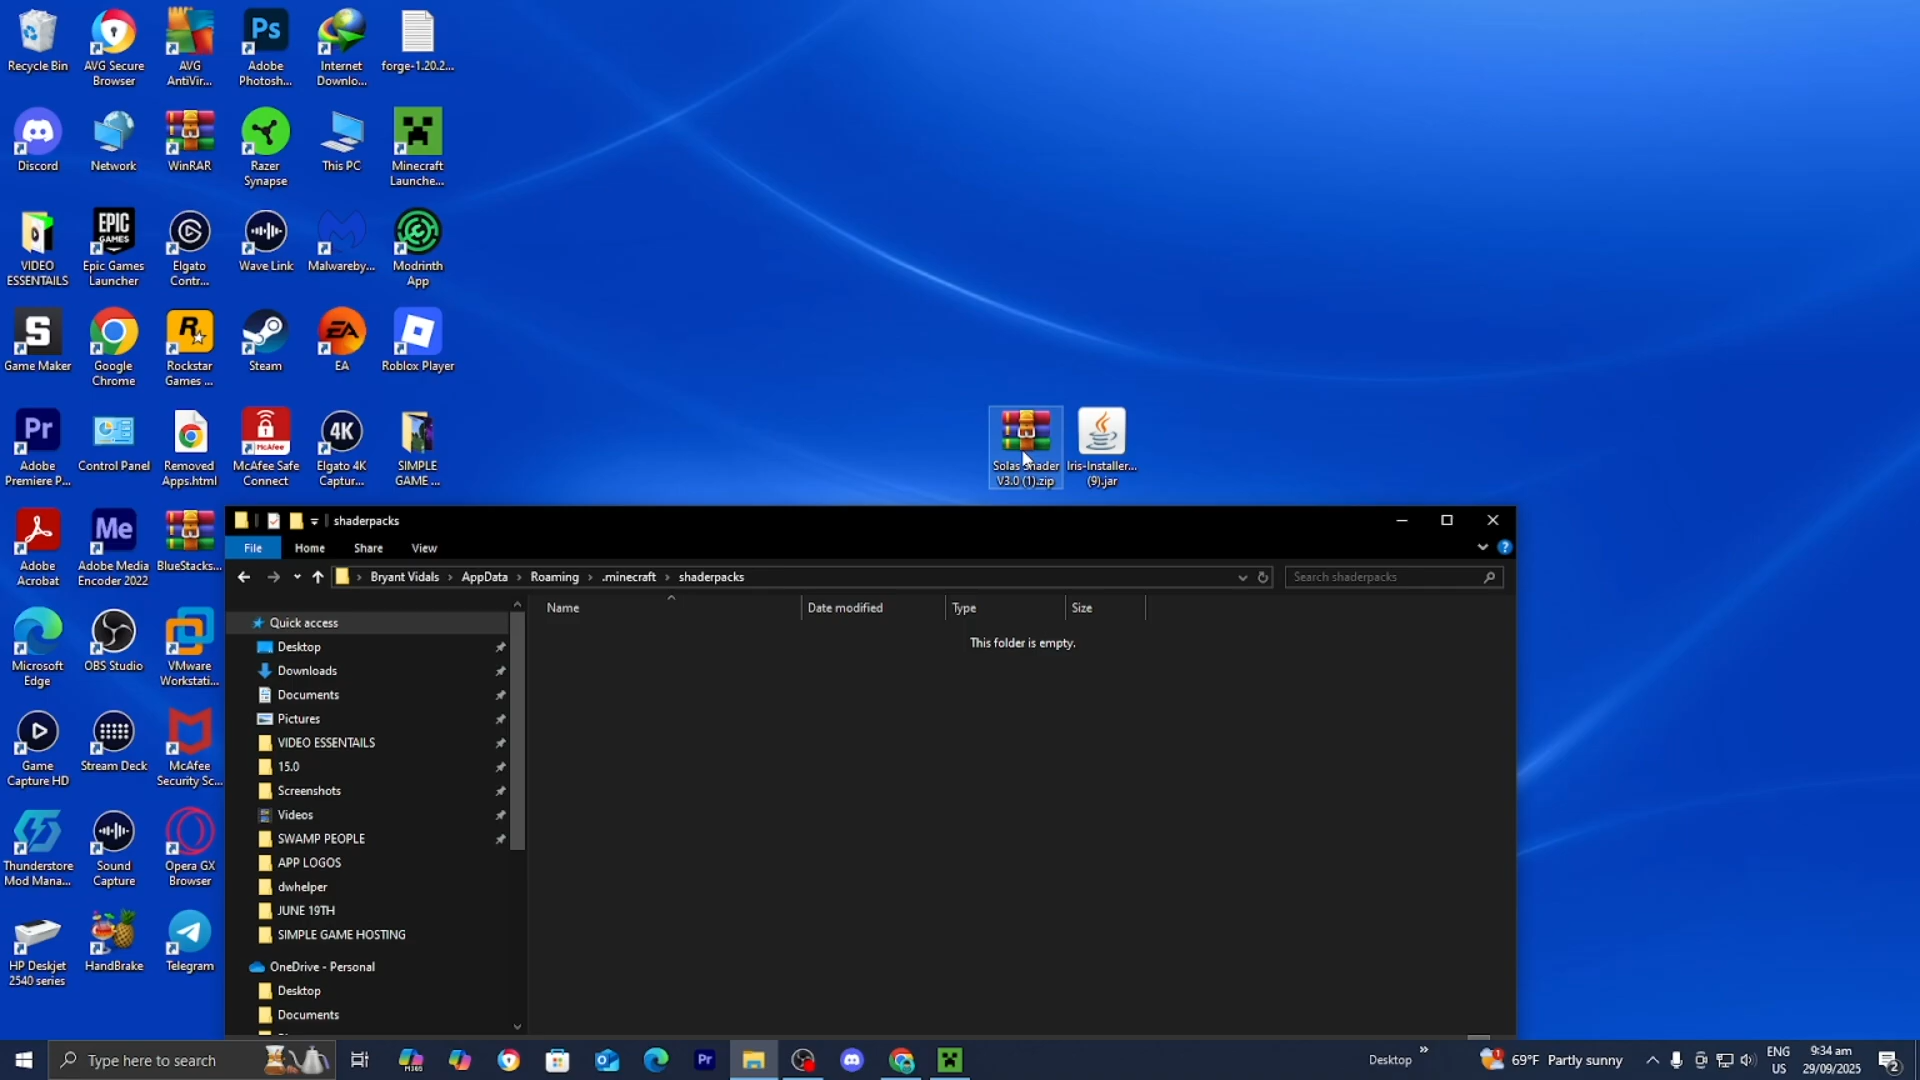 Recycle Bin
AVG Secure
Browser
AVG
AntiVir...
Adobe
Photosh...
Internet
Downlo...
forge-1.20.2...
Discord
Network
WinRAR
Razer
Synapse
This PC
Minecraft
Launche...
VIDEO
ESSENTAILS
Epic Games
Launcher
Elgato
Contr...
Wave Link
Malwareby...
Modrinth
App
Game Maker
Google
Chrome
Rockstar
Games ...
Steam
EA
Roblox Player
Adobe
Premiere P...
Control Panel
Removed
Apps.html
McAfee Safe
Connect
Elgato 4K
Captur...
SIMPLE
GAME ...
Solas Shader
V3.0 (1).zip
Iris-Installer...
(9).jar
Adobe
Acrobat
Adobe Media
Encoder 2022
BlueStacks...
Microsoft
Edge
OBS Studio
VMware
Workstati...
Game
Capture HD
Stream Deck
McAfee
Security Sc...
Thunderstore
Mod Mana...
Sound
Capture
Opera GX
Browser
HP Deskjet
2540 series
HandBrake
Telegram
shaderpacks
File Home Share View
Bryant Vidals > AppData > Roaming > .minecraft > shaderpacks
Search shaderpacks
Name Date modified Type Size
This folder is empty.
Quick access
Desktop
Downloads
Documents
Pictures
VIDEO ESSENTAILS
15.0
Screenshots
Videos
SWAMP PEOPLE
APP LOGOS
dwhelper
JUNE 19TH
SIMPLE GAME HOSTING
OneDrive - Personal
Desktop
Documents
Type here to search
Desktop
69°F Partly sunny
ENG
US
9:34 am
29/09/2025
2